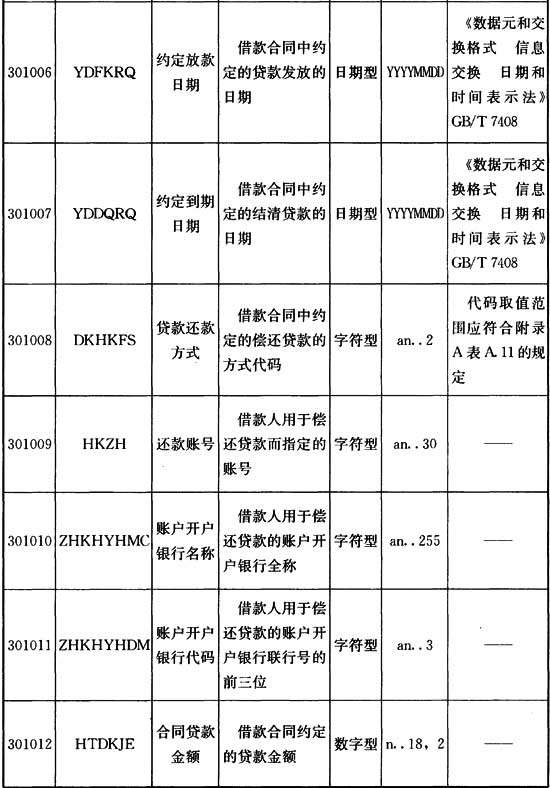 301006 YDFKRQ 约定放款日期 借款合同中约定的贷款发放的日期 日期型 YYYYMMDD 《数据元和交换格式 信息交换 日期和时间表示法》GB/T 7408
301007 YDDQRQ 约定到期日期 借款合同中约定的结清贷款的日期 日期型 YYYYMMDD 《数据元和交换格式 信息交换 日期和时间表示法》GB/T 7408
301008 DKHKFS 贷款还款方式 借款合同中约定的偿还贷款的方式代码 字符型 an..2 代码取值范围应符合附录A表A.11的规定
301009 HKZH 还款账号 借款人用于偿还贷款而指定的账号 字符型 an..30 ——
301010 ZHKHYHMC 账户开户银行名称 借款人用于偿还贷款的账户开户银行全称 字符型 an..255 ——
301011 ZHKHYHDM 账户开户银行代码 借款人用于偿还贷款的账户开户银行联行号的前三位 字符型 an..3 ——
301012 HTDKJE 合同贷款金额 借款合同约定的贷款金额 数字型 n..18，2 ——